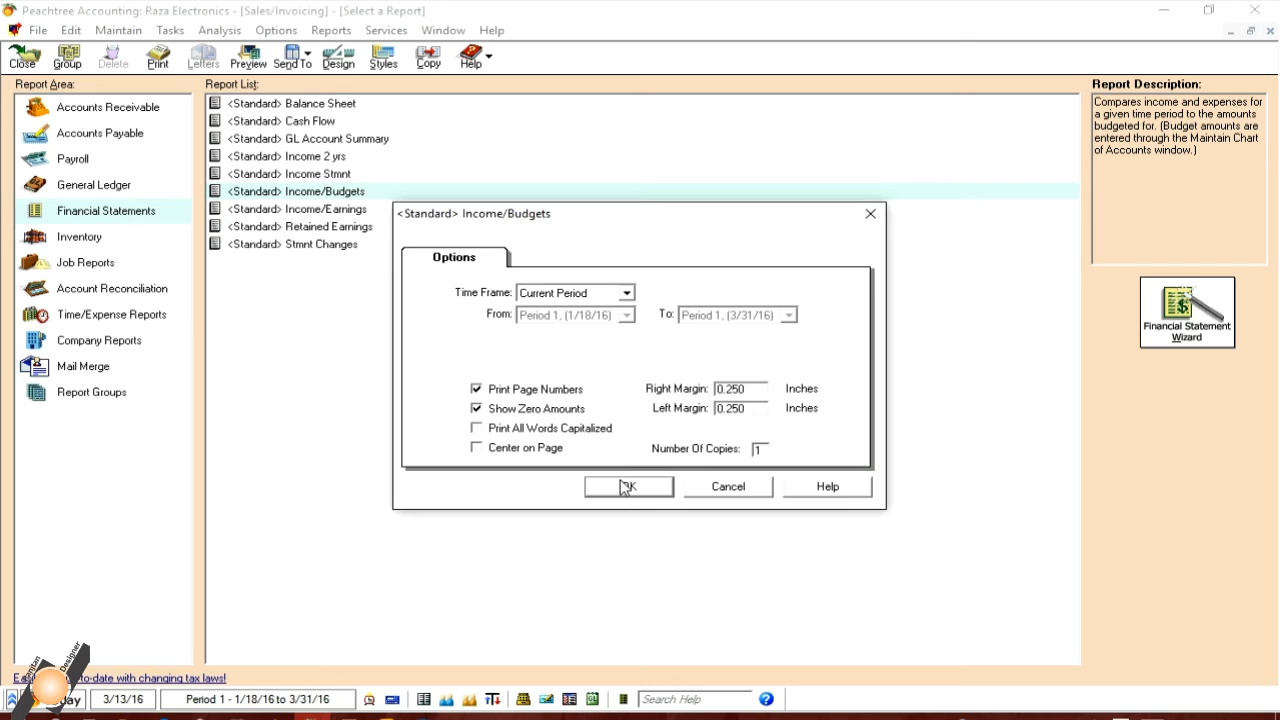 Peachtree Accounting: Raza Electronics - [Sales/Invoicing] - [Select a Report]
File Edit Maintain Tasks Analysis Options Reports Services Window Help
Close Group Delete Print Letters Preview Send To Design Styles Copy Help
Report Area:
Accounts Receivable
Accounts Payable
Payroll
General Ledger
Financial Statements
Inventory
Job Reports
Account Reconciliation
Time/Expense Reports
Company Reports
Mail Merge
Report Groups
Report List:
<Standard> Balance Sheet
<Standard> Cash Flow
<Standard> GL Account Summary
<Standard> Income 2 yrs
<Standard> Income Stmnt
<Standard> Income/Budgets
<Standard> Income/Earnings
<Standard> Retained Earnings
<Standard> Stmnt Changes
<Standard> Income/Budgets
Options
Time Frame: Current Period
From: Period 1, (1/18/16) To: Period 1, (3/31/16)
Print Page Numbers Right Margin: 0.250 Inches
Show Zero Amounts Left Margin: 0.250 Inches
Print All Words Capitalized
Center on Page Number Of Copies: 1
OK Cancel Help
Report Description:
Compares income and expenses for
a given time period to the amounts
budgeted for. (Budget amounts are
entered through the Maintain Chart
of Accounts window.)
Financial Statement
Wizard
to-date with changing tax laws!
3/13/16 Period 1 - 1/18/16 to 3/31/16 Search Help
Designer